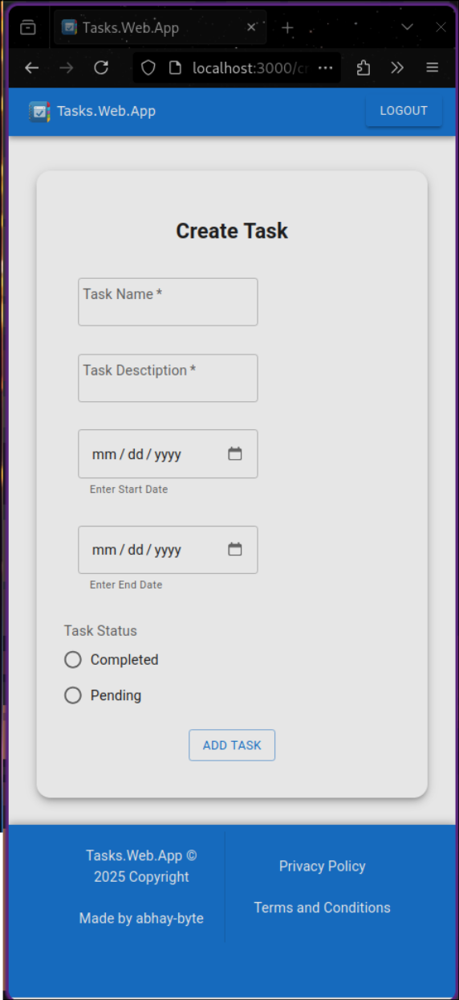 Tasks.Web.App
localhost:3000/cr
Tasks.Web.App
LOGOUT
Create Task
Task Name *
Task Desctiption *
mm / dd / yyyy
Enter Start Date
mm / dd / yyyy
Enter End Date
Task Status
Completed
Pending
ADD TASK
Tasks.Web.App ©
2025 Copyright
Made by abhay-byte
Privacy Policy
Terms and Conditions